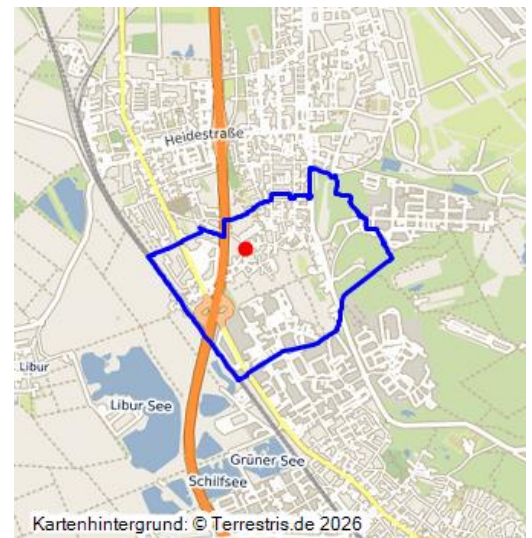 Heidestraße
Libur
Libur See
Grüner See
Schilfsee
Kartenhintergrund: © Terrestris.de 2026